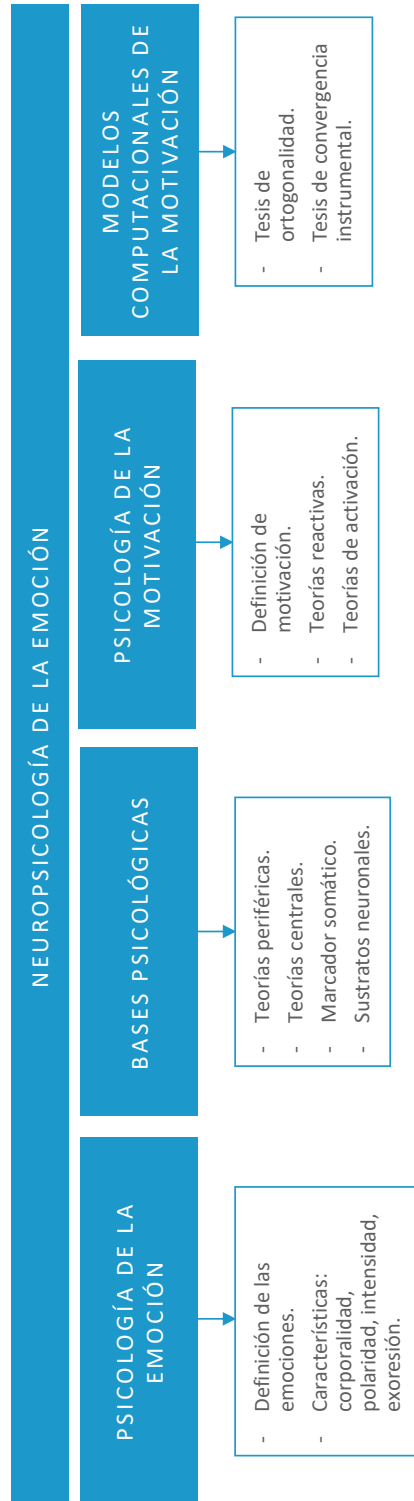 NEUROPSICOLOGÍA DE LA EMOCIÓN
PSICOLOGÍA DE LA
EMOCIÓN
- Definición de las
emociones.
- Características:
corporalidad,
polaridad, intensidad,
exoresión.
BASES PSICOLÓGICAS
- Teorías periféricas.
- Teorías centrales.
- Marcador somático.
- Sustratos neuronales.
PSICOLOGÍA DE LA
MOTIVACIÓN
- Definición de
motivación.
- Teorías reactivas.
- Teorías de activación.
MODELOS
COMPUTACIONALES DE
LA MOTIVACIÓN
- Tesis de
ortogonalidad.
- Tesis de convergencia
instrumental.